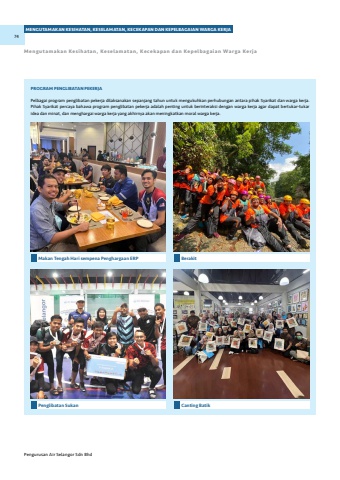 MENGUTAMAKAN KESIHATAN, KESELAMATAN, KECEKAPAN DAN KEPELBAGAIAN WARGA KERJA
76
Mengutamakan Kesihatan, Keselamatan, Kecekapan dan Kepelbagaian Warga Kerja
PROGRAM PENGLIBATAN PEKERJA
Pelbagai program penglibatan pekerja dilaksanakan sepanjang tahun untuk mengukuhkan perhubungan antara pihak Syarikat dan warga kerja.
Pihak Syarikat percaya bahawa program penglibatan pekerja adalah penting untuk berinteraksi dengan warga kerja agar dapat bertukar-tukar
idea dan minat, dan menghargai warga kerja yang akhirnya akan meningkatkan moral warga kerja.
Makan Tengah Hari sempena Penghargaan ERP
Berakit
Penglibatan Sukan
Canting Batik
Pengurusan Air Selangor Sdn Bhd